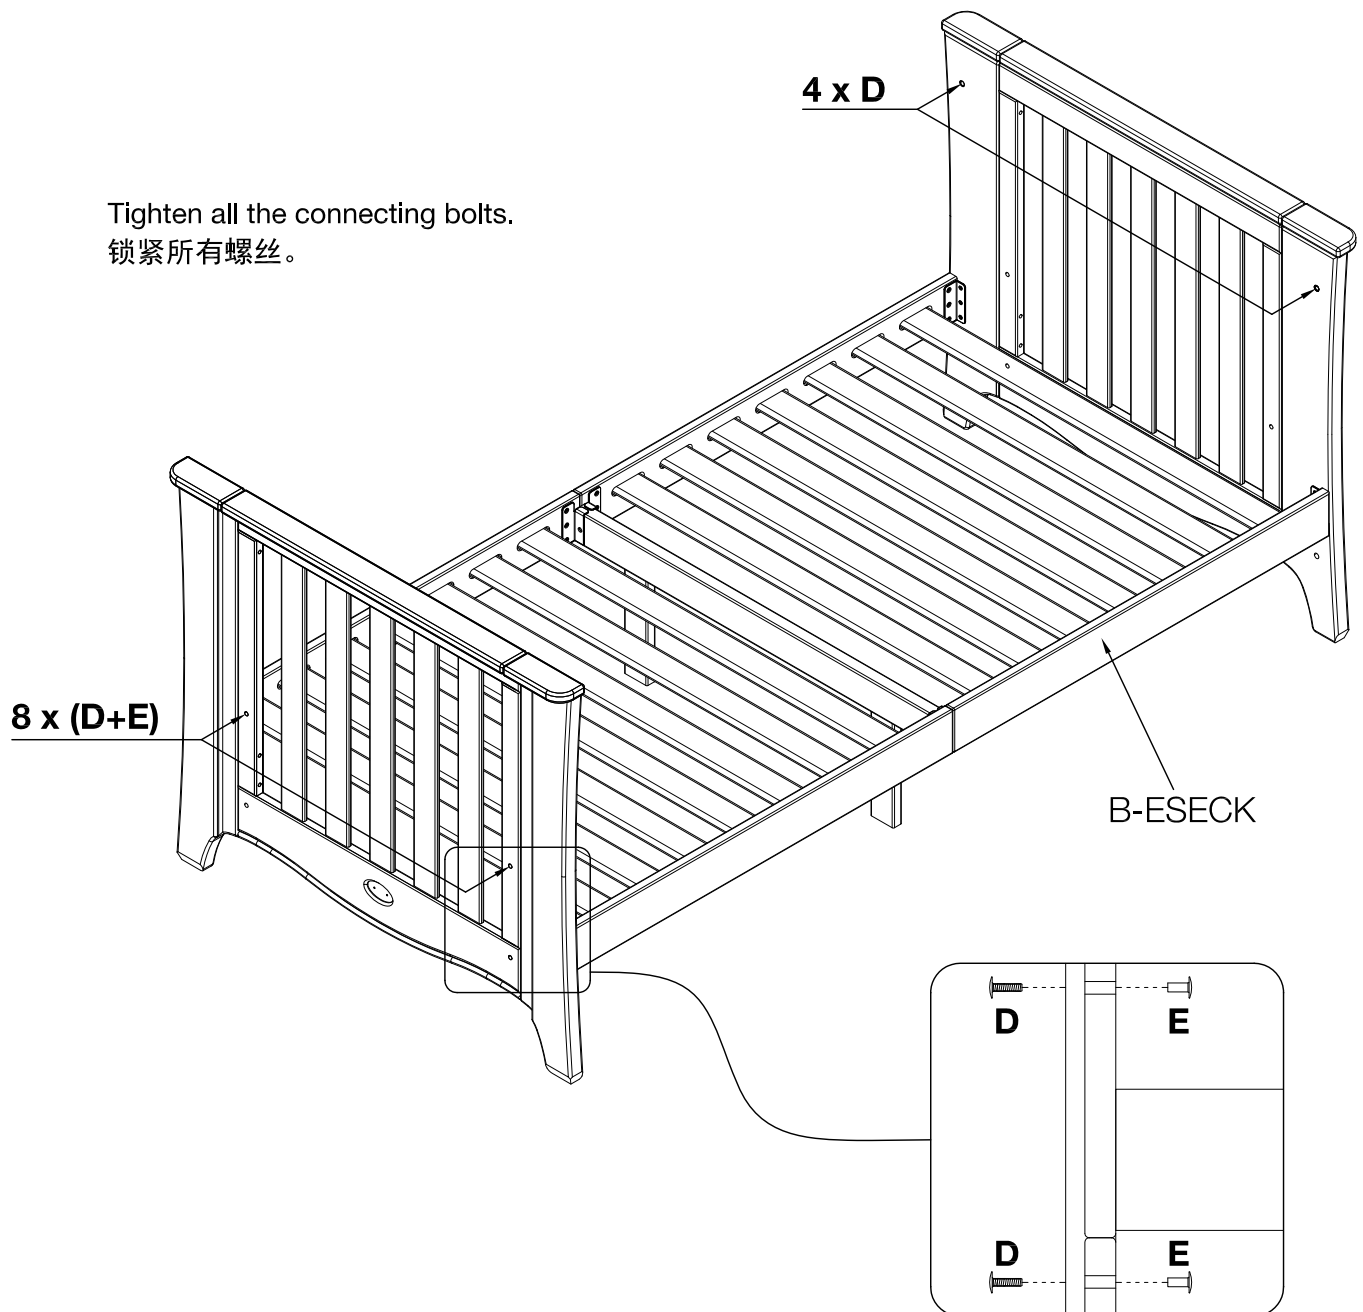 4 x D
Tighten all the connecting bolts.
锁紧所有螺丝。
8 x (D+E)
B-ESECK
D E
D E